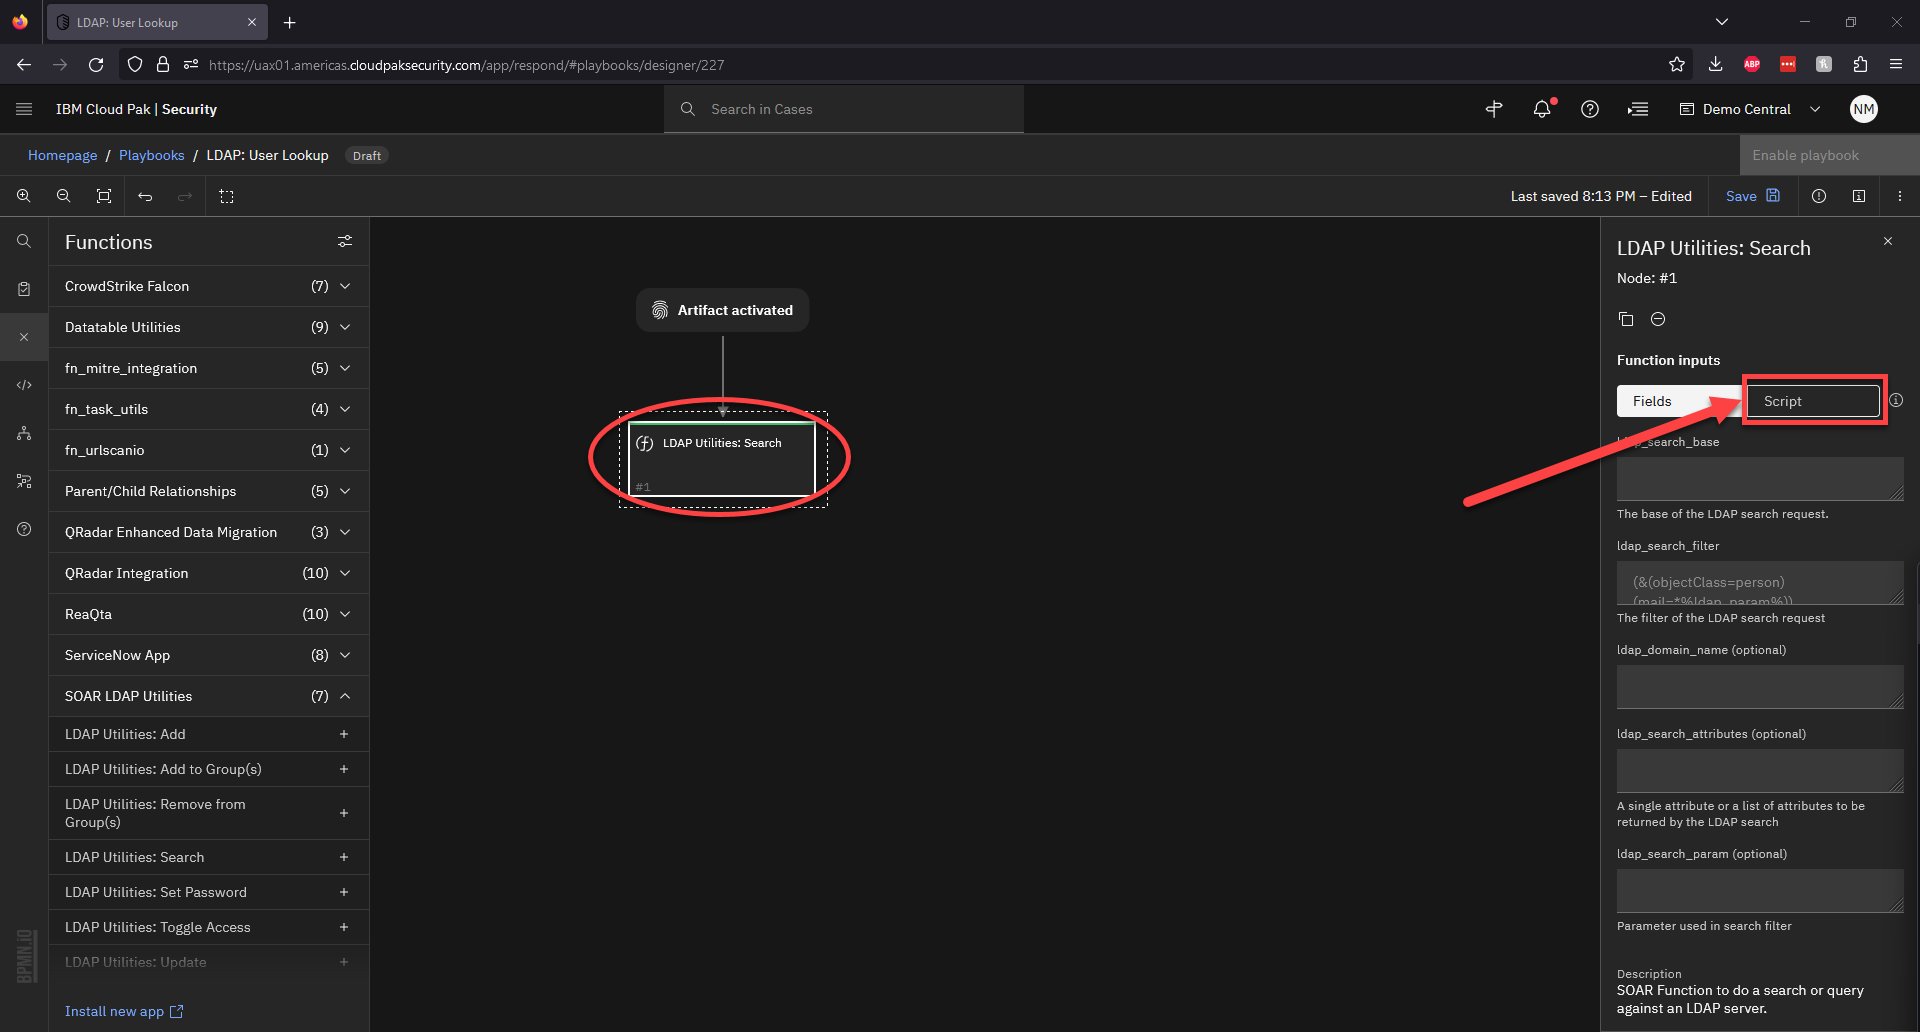 LDAP: User Lookup
https://uax01.americas.cloudpaksecurity.com/app/respond/#playbooks/designer/227
ABP
IBM Cloud Pak | Security
Search in Cases
Demo Central
NM
Homepage / Playbooks / LDAP: User Lookup Draft
Enable playbook
Last saved 8:13 PM – Edited
Save
Functions
CrowdStrike Falcon (7)
Datatable Utilities (9)
fn_mitre_integration (5)
fn_task_utils (4)
fn_urlscanio (1)
Parent/Child Relationships (5)
QRadar Enhanced Data Migration (3)
QRadar Integration (10)
ReaQta (10)
ServiceNow App (8)
SOAR LDAP Utilities (7)
LDAP Utilities: Add +
LDAP Utilities: Add to Group(s) +
LDAP Utilities: Remove from
Group(s) +
LDAP Utilities: Search +
LDAP Utilities: Set Password +
LDAP Utilities: Toggle Access +
LDAP Utilities: Update +
Install new app
BPMN.iO
Artifact activated
LDAP Utilities: Search
#1
LDAP Utilities: Search
Node: #1
Function inputs
Fields
Script
ldap_search_base
The base of the LDAP search request.
ldap_search_filter
(&(objectClass=person)
(mail=*%ldap_param%))
The filter of the LDAP search request
ldap_domain_name (optional)
ldap_search_attributes (optional)
A single attribute or a list of attributes to be
returned by the LDAP search
ldap_search_param (optional)
Parameter used in search filter
Description
SOAR Function to do a search or query
against an LDAP server.